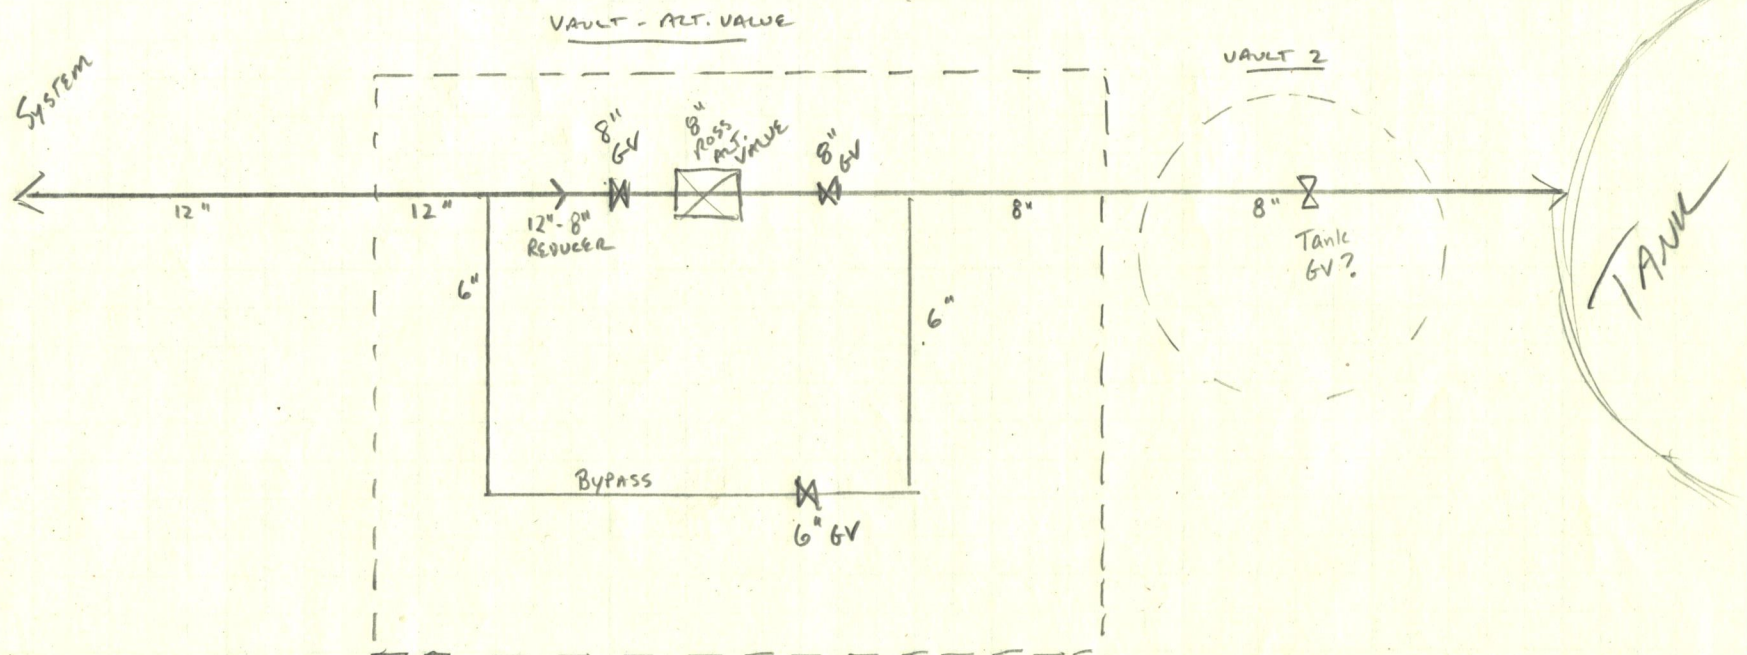 VAULT - ALT. VALVE
VAULT 2
SYSTEM
8"
GV
8"
ROSS
ALT.
VALVE
8"
GV
12"
12"
12"-8"
REDUCER
8"
8"
Tank
GV?
TANK
6"
6"
BYPASS
6" GV